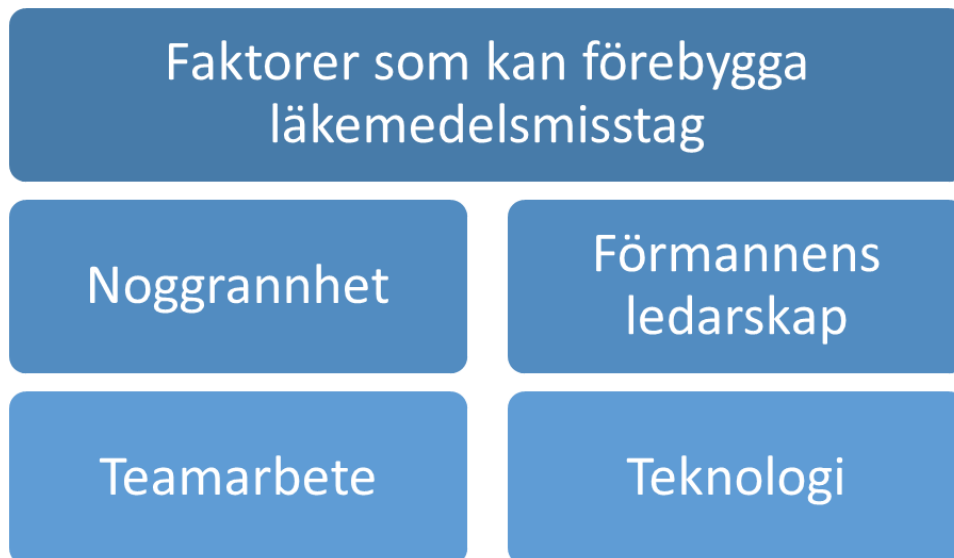 Faktorer som kan förebygga
läkemedelsmisstag
Noggrannhet
Förmannens
ledarskap
Teamarbete
Teknologi